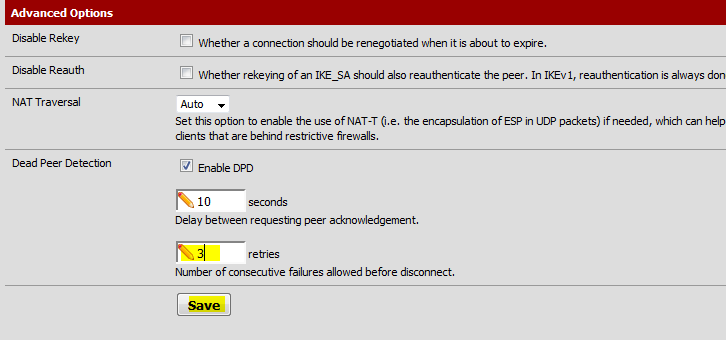 Advanced Options
Disable Rekey
Whether a connection should be renegotiated when it is about to expire.
Disable Reauth
Whether rekeying of an IKE_SA should also reauthenticate the peer. In IKEv1, reauthentication is always don
NAT Traversal
Auto
Set this option to enable the use of NAT-T (i.e. the encapsulation of ESP in UDP packets) if needed, which can help
clients that are behind restrictive firewalls.
Dead Peer Detection
Enable DPD
10 seconds
Delay between requesting peer acknowledgement.
3 retries
Number of consecutive failures allowed before disconnect.
Save